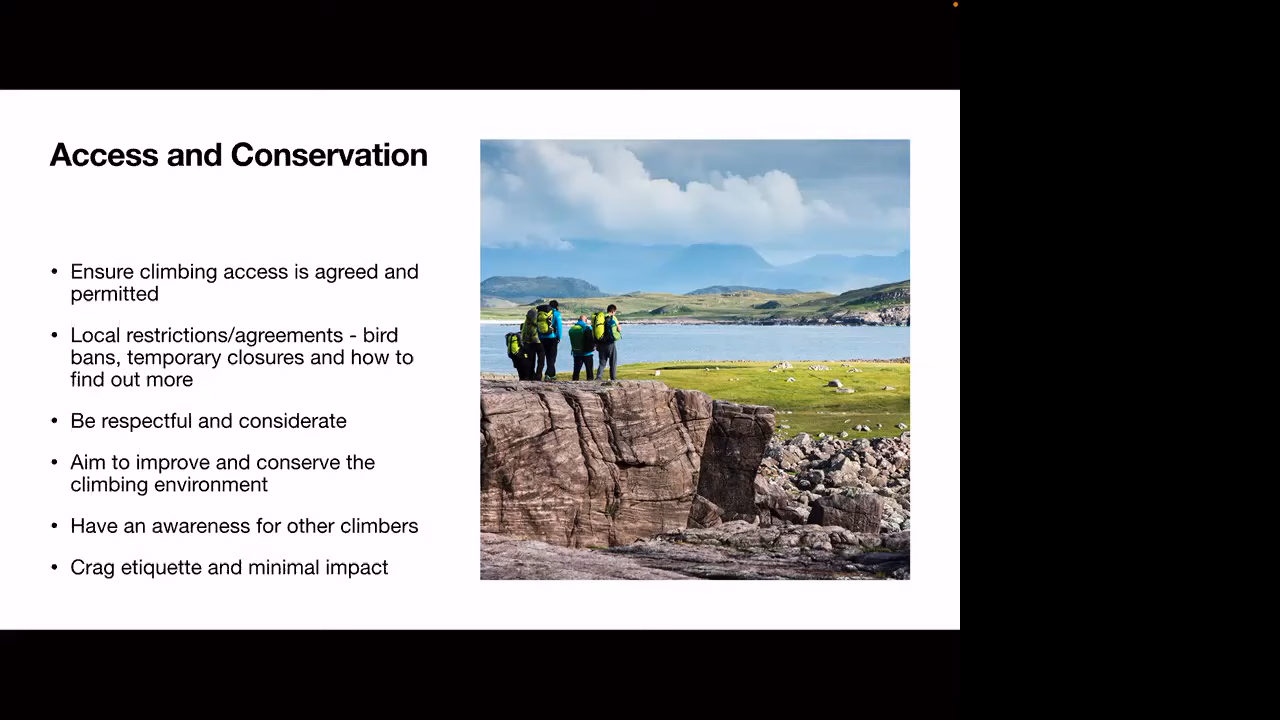 Access and Conservation
• Ensure climbing access is agreed and
permitted
• Local restrictions/agreements - bird
bans, temporary closures and how to
find out more
• Be respectful and considerate
• Aim to improve and conserve the
climbing environment
• Have an awareness for other climbers
• Crag etiquette and minimal impact